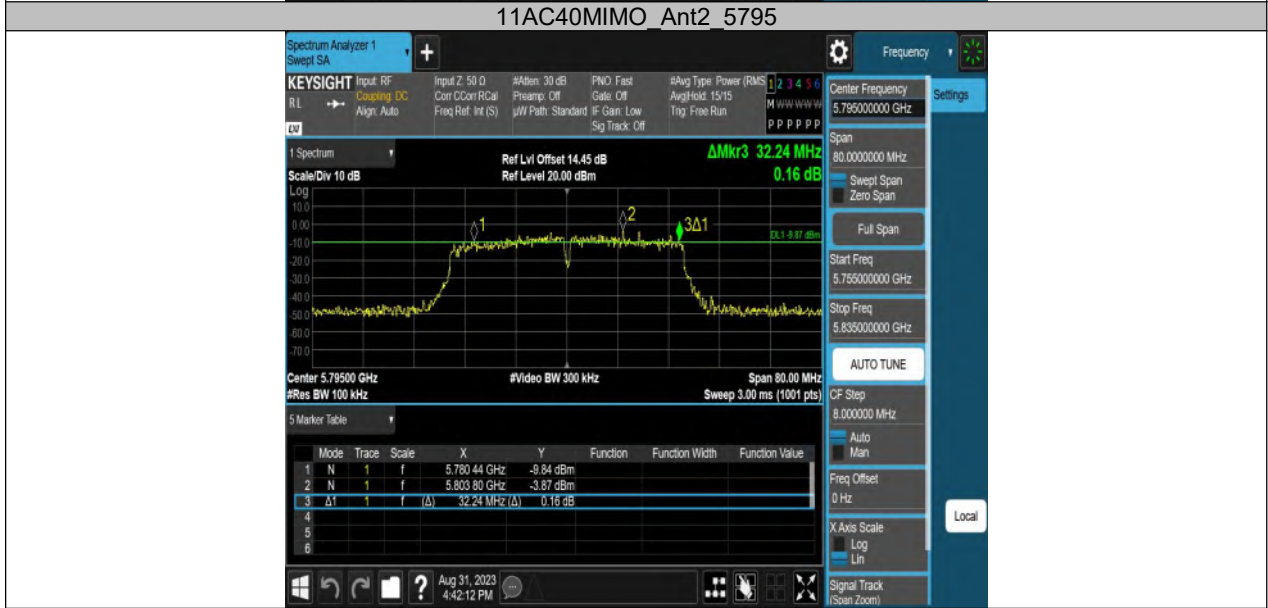 11AC40MIMO_Ant2_5795
Spectrum Analyzer 1
Swept SA
+
Frequency
KEYSIGHT
RL
LXI
Input: RF
Coupling: DC
Align: Auto
Input Z: 50 Ω
Corr CCorr RCal
Freq Ref: Int (S)
#Atten: 30 dB
Preamp: Off
µW Path: Standard
PNO: Fast
Gate: Off
IF Gain: Low
Sig Track: Off
#Avg Type: Power (RMS
Avg|Hold: 15/15
Trig: Free Run
1 2 3 4 5 6
M W W W W W
P P P P P P
Center Frequency
5.795000000 GHz
Settings
1 Spectrum
Scale/Div 10 dB
Ref Lvl Offset 14.45 dB
Ref Level 20.00 dBm
ΔMkr3 32.24 MHz
0.16 dB
Span
80.0000000 MHz
Swept Span
Zero Span
Full Span
Start Freq
5.755000000 GHz
Stop Freq
5.835000000 GHz
AUTO TUNE
CF Step
8.000000 MHz
Auto
Man
Freq Offset
0 Hz
X Axis Scale
Log
Lin
Signal Track
(Span Zoom)
Local
Log
10.0
0.00
-10.0
-20.0
-30.0
-40.0
-50.0
-60.0
-70.0
1
2
3Δ1
DL1 -9.87 dBm
Center 5.79500 GHz
#Video BW 300 kHz
Span 80.00 MHz
#Res BW 100 kHz
Sweep 3.00 ms (1001 pts)
5 Marker Table
Mode Trace Scale X Y Function Function Width Function Value
1 N 1 f 5.780 44 GHz -9.84 dBm
2 N 1 f 5.803 80 GHz -3.87 dBm
3 Δ1 1 f (Δ) 32.24 MHz (Δ) 0.16 dB
4
5
6
?
Aug 31, 2023
4:42:12 PM